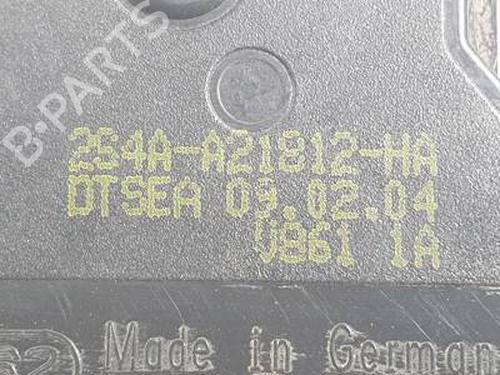 B-PARTS
2S4A-A21812-HA
DTSEA 09.02.04
V861 1A
Made in German